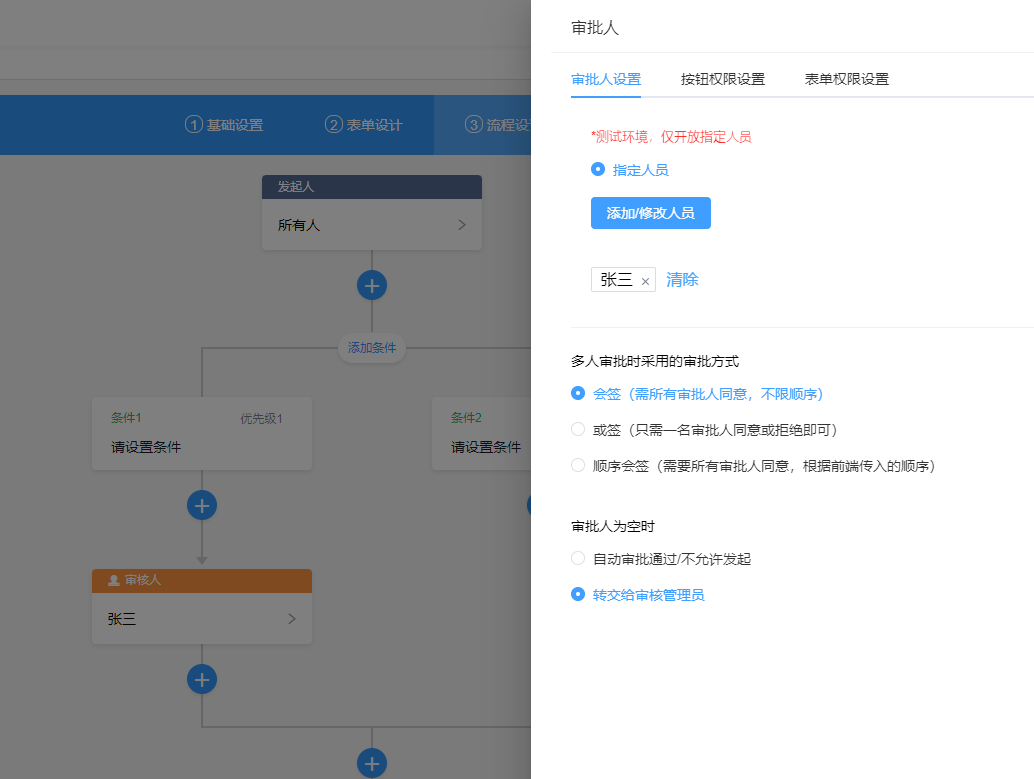 审批人
审批人设置 按钮权限设置 表单权限设置
*测试环境，仅开放指定人员
指定人员
添加/修改人员
张三 × 清除
多人审批时采用的审批方式
会签（需所有审批人同意，不限顺序）
或签（只需一名审批人同意或拒绝即可）
顺序会签（需要所有审批人同意，根据前端传入的顺序）
审批人为空时
自动审批通过/不允许发起
转交给审核管理员
1 基础设置 2 表单设计 3 流程设
发起人
所有人
添加条件
条件1 优先级1
请设置条件
条件2
请设置条件
审核人
张三